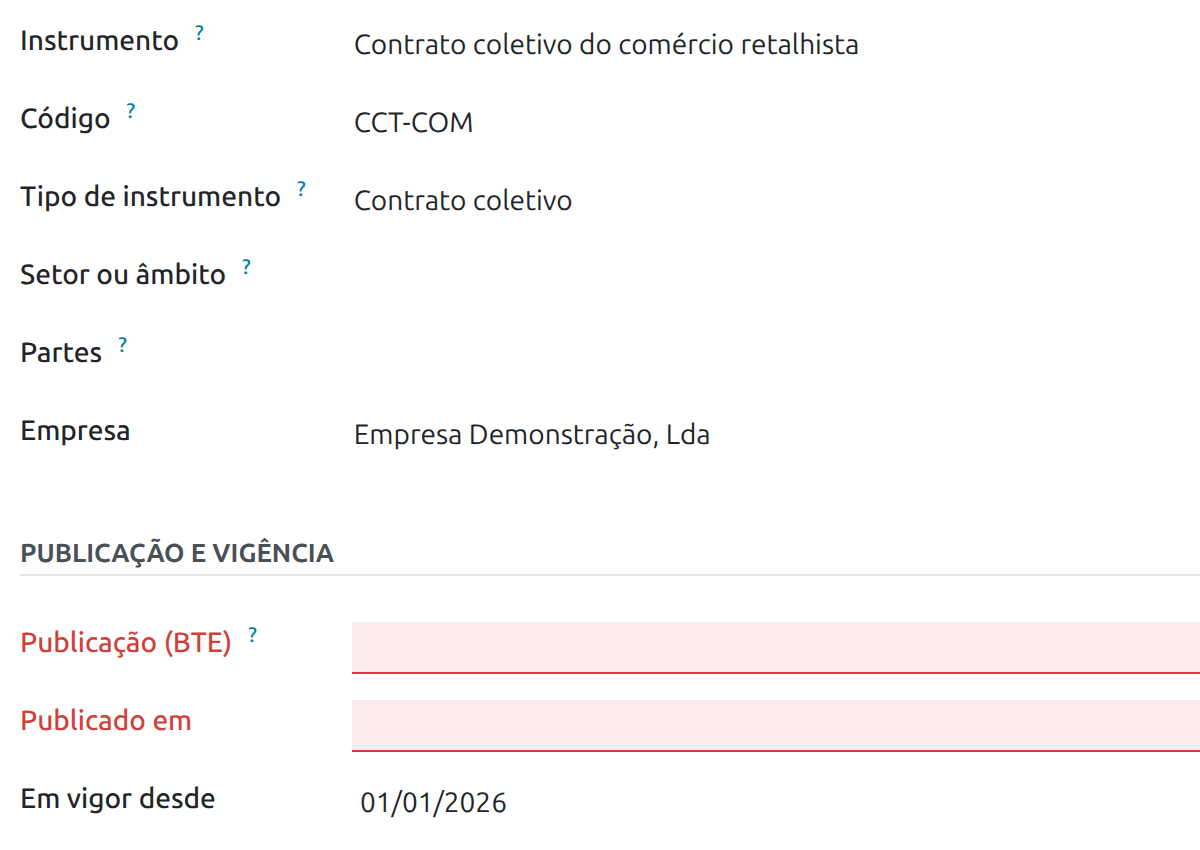 Instrumento ? Contrato coletivo do comércio retalhista
Código ? CCT-COM
Tipo de instrumento ? Contrato coletivo
Setor ou âmbito ?
Partes ?
Empresa Empresa Demonstração, Lda
PUBLICAÇÃO E VIGÊNCIA
Publicação (BTE) ?
Publicado em
Em vigor desde 01/01/2026